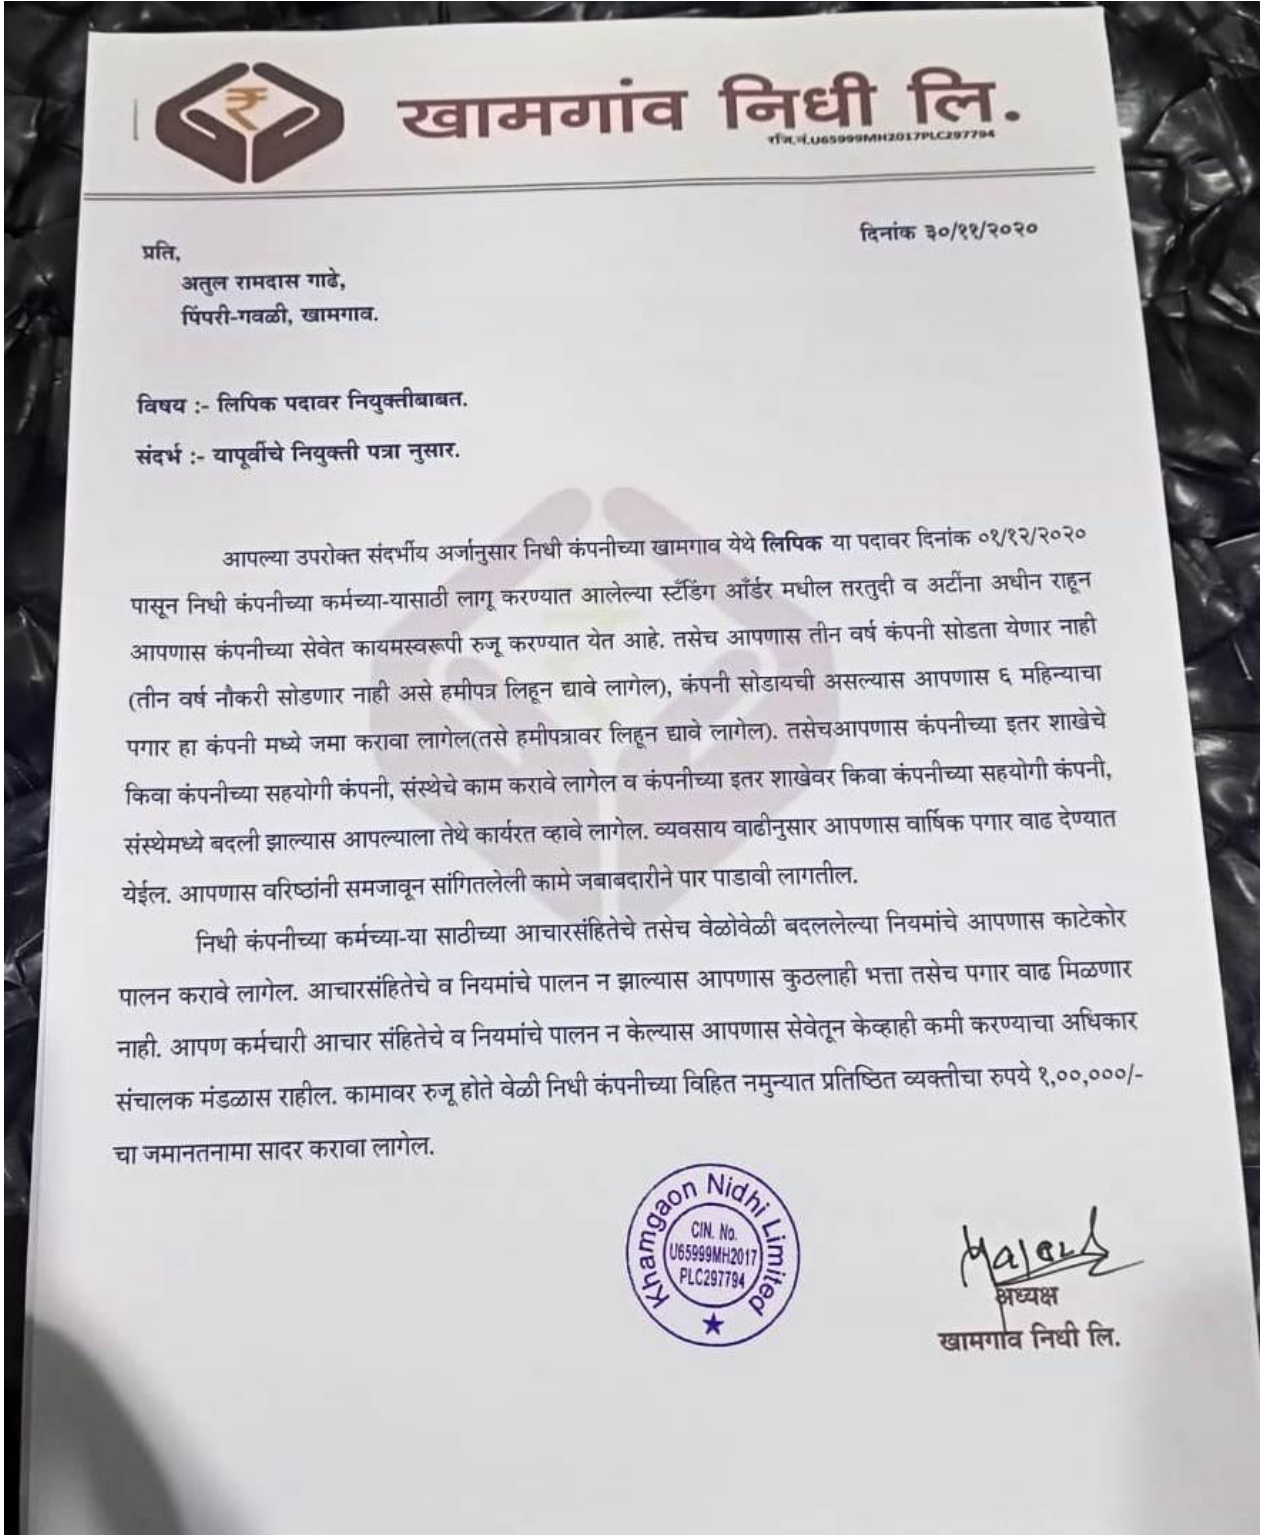 ₹
खामगांव निधी लि.
रजि.नं.U65999MH2017PLC297794
दिनांक ३०/११/२०२०
प्रति,
अतुल रामदास गाढे,
पिंपरी-गवळी, खामगाव.
विषय :- लिपिक पदावर नियुक्तीबाबत.
संदर्भ :- यापूर्वीचे नियुक्ती पत्रा नुसार.
आपल्या उपरोक्त संदर्भीय अर्जानुसार निधी कंपनीच्या खामगाव येथे लिपिक या पदावर दिनांक ०१/१२/२०२०
पासून निधी कंपनीच्या कर्मच्या-यासाठी लागू करण्यात आलेल्या स्टँडिंग ऑंर्डर मधील तरतुदी व अटींना अधीन राहून
आपणास कंपनीच्या सेवेत कायमस्वरूपी रुजू करण्यात येत आहे. तसेच आपणास तीन वर्ष कंपनी सोडता येणार नाही
(तीन वर्ष नौकरी सोडणार नाही असे हमीपत्र लिहून द्यावे लागेल), कंपनी सोडायची असल्यास आपणास ६ महिन्याचा
पगार हा कंपनी मध्ये जमा करावा लागेल(तसे हमीपत्रावर लिहून द्यावे लागेल). तसेचआपणास कंपनीच्या इतर शाखेचे
किवा कंपनीच्या सहयोगी कंपनी, संस्थेचे काम करावे लागेल व कंपनीच्या इतर शाखेवर किवा कंपनीच्या सहयोगी कंपनी,
संस्थेमध्ये बदली झाल्यास आपल्याला तेथे कार्यरत व्हावे लागेल. व्यवसाय वाढीनुसार आपणास वार्षिक पगार वाढ देण्यात
येईल. आपणास वरिष्ठांनी समजावून सांगितलेली कामे जबाबदारीने पार पाडावी लागतील.
निधी कंपनीच्या कर्मच्या-या साठीच्या आचारसंहितेचे तसेच वेळोवेळी बदललेल्या नियमांचे आपणास काटेकोर
पालन करावे लागेल. आचारसंहितेचे व नियमांचे पालन न झाल्यास आपणास कुठलाही भत्ता तसेच पगार वाढ मिळणार
नाही. आपण कर्मचारी आचार संहितेचे व नियमांचे पालन न केल्यास आपणास सेवेतून केव्हाही कमी करण्याचा अधिकार
संचालक मंडळास राहील. कामावर रुजू होते वेळी निधी कंपनीच्या विहित नमुन्यात प्रतिष्ठित व्यक्तीचा रुपये १,००,०००/-
चा जमानतनामा सादर करावा लागेल.
Khamgaon Nidhi Limited
CIN. No.
U65999MH2017
PLC297794
अध्यक्ष
खामगांव निधी लि.